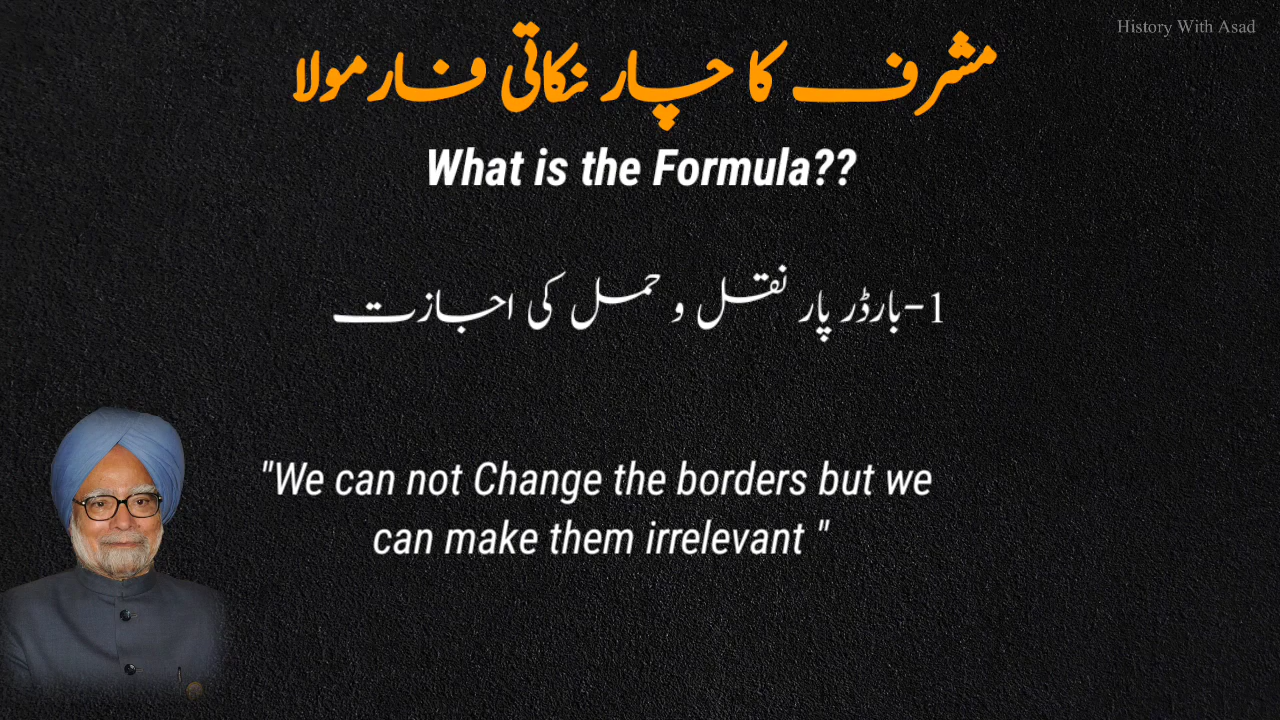 History With Asad
مشرف کا چار نکاتی فارمولا
What is the Formula??
1-بارڈر پار نقل و حمل کی اجازت
"We can not Change the borders but we
can make them irrelevant "